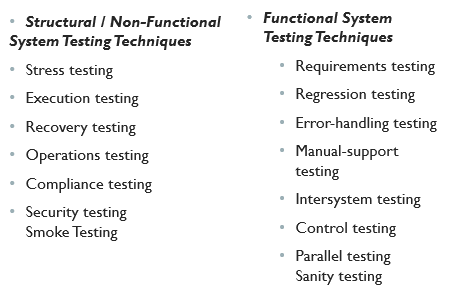 • Structural / Non-Functional
System Testing Techniques
• Stress testing
• Execution testing
• Recovery testing
• Operations testing
• Compliance testing
• Security testing
Smoke Testing
• Functional System
Testing Techniques
• Requirements testing
• Regression testing
• Error-handling testing
• Manual-support
testing
• Intersystem testing
• Control testing
• Parallel testing
Sanity testing